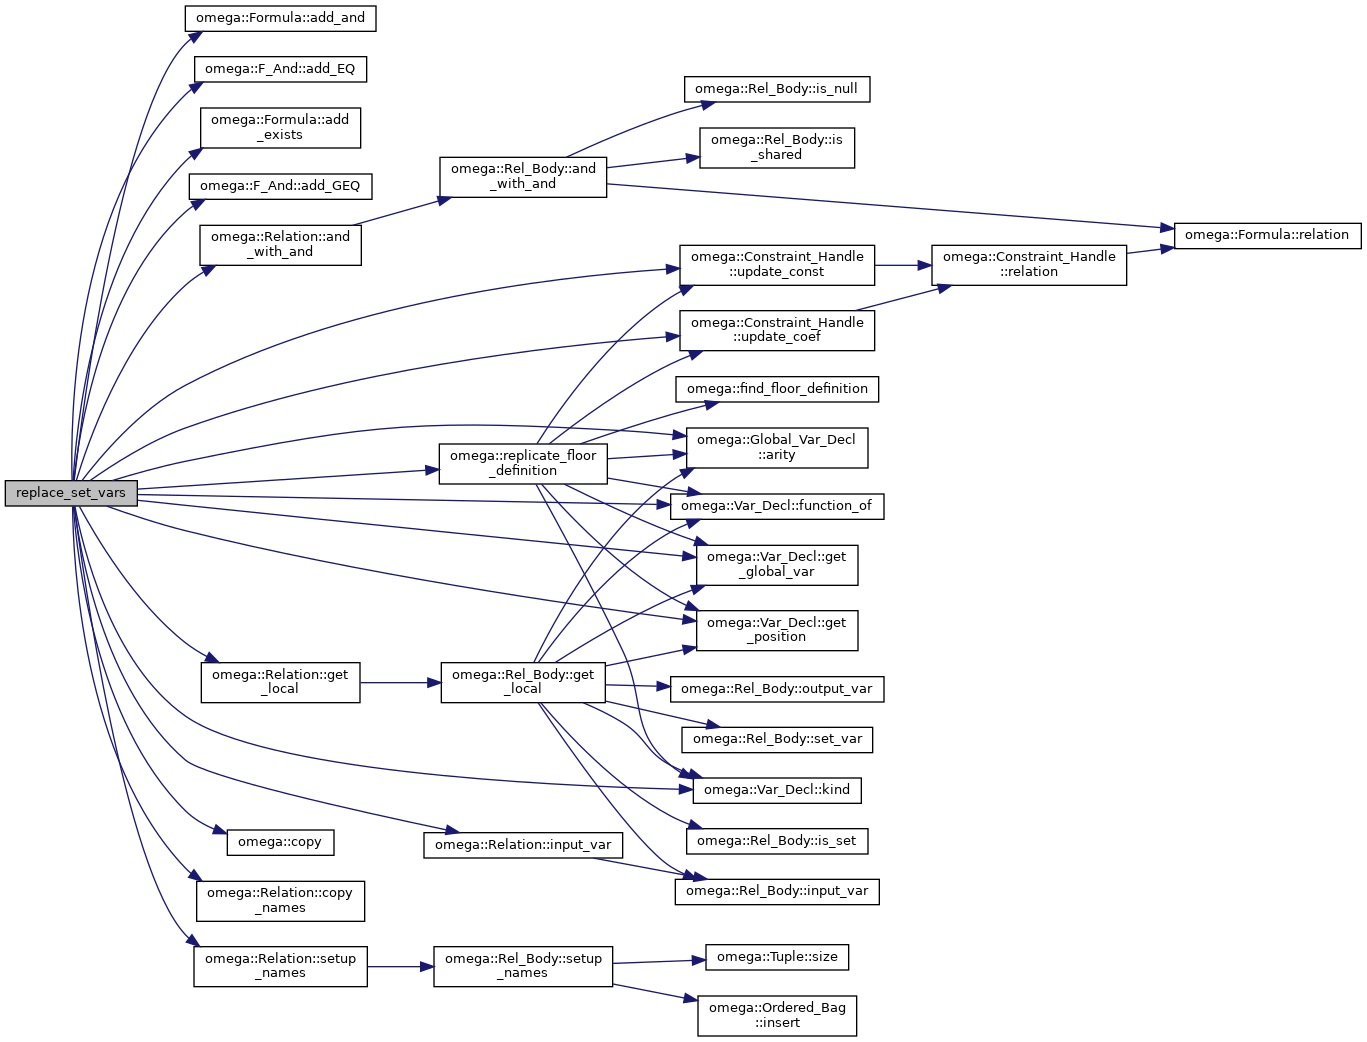 replace_set_vars
omega::Formula::add_and
omega::F_And::add_EQ
omega::Formula::add
_exists
omega::F_And::add_GEQ
omega::Relation::and
_with_and
omega::Relation::get
_local
omega::copy
omega::Relation::copy
_names
omega::Relation::setup
_names
omega::Rel_Body::and
_with_and
omega::replicate_floor
_definition
omega::Rel_Body::get
_local
omega::Relation::input_var
omega::Rel_Body::setup
_names
omega::Rel_Body::is_null
omega::Rel_Body::is
_shared
omega::Constraint_Handle
::update_const
omega::Constraint_Handle
::update_coef
omega::find_floor_definition
omega::Global_Var_Decl
::arity
omega::Var_Decl::function_of
omega::Var_Decl::get
_global_var
omega::Var_Decl::get
_position
omega::Rel_Body::output_var
omega::Rel_Body::set_var
omega::Var_Decl::kind
omega::Rel_Body::is_set
omega::Rel_Body::input_var
omega::Tuple::size
omega::Ordered_Bag
::insert
omega::Constraint_Handle
::relation
omega::Formula::relation